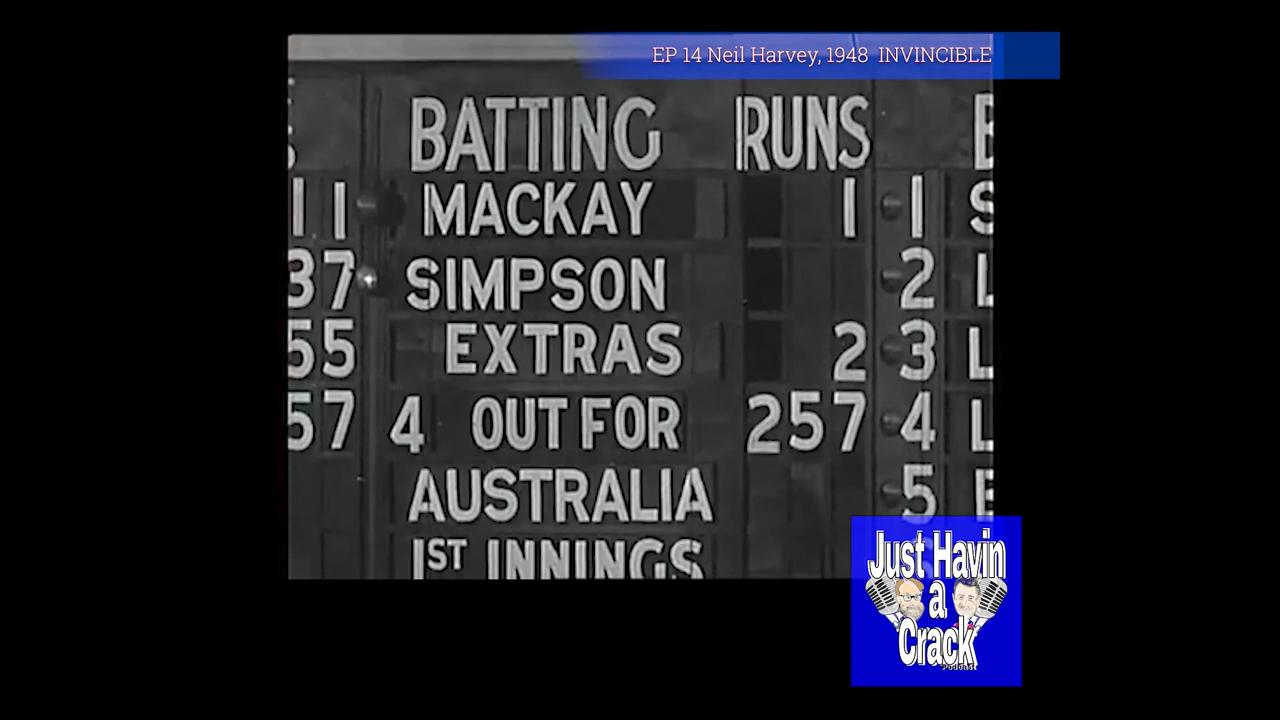 EP 14 Neil Harvey, 1948 INVINCIBLE
BATTING RUNS
11 MACKAY 1 1
37 SIMPSON 2
55 EXTRAS 2 3
57 4 OUT FOR 257 4
AUSTRALIA 5
1ST INNINGS
Just Havin
a
Crack
Podcast